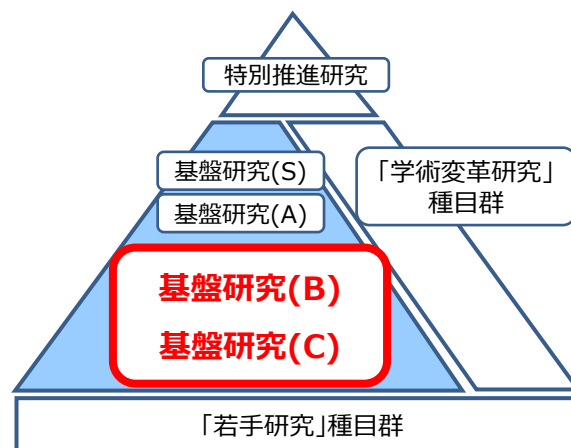 特別推進研究
基盤研究(S)
基盤研究(A)
「学術変革研究」
種目群
基盤研究(B)
基盤研究(C)
「若手研究」種目群